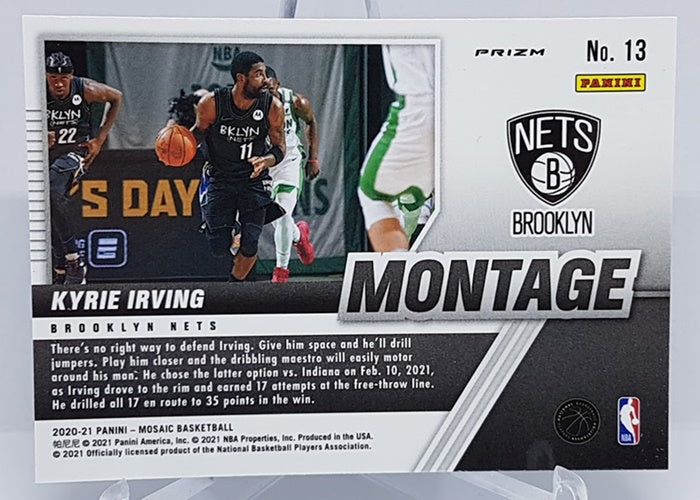 PRIZM
No. 13
PANINI
NBA
22
BKLYN
NETS
11
'S DAY
NETS
B
BROOKLYN
MONTAGE
KYRIE IRVING
BROOKLYN NETS
There's no right way to defend Irving. Give him space and he'll drill
jumpers. Play him closer and the dribbling maestro will easily motor
around his man. He chose the latter option vs. Indiana on Feb. 10, 2021,
as Irving drove to the rim and earned 17 attempts at the free-throw line.
He drilled all 17 en route to 35 points in the win.
2020-21 PANINI – MOSAIC BASKETBALL
帕尼尼 © 2021 Panini America, Inc. © 2021 NBA Properties, Inc. Produced in the USA.
© 2021 Officially licensed product of the National Basketball Players Association.
NBA